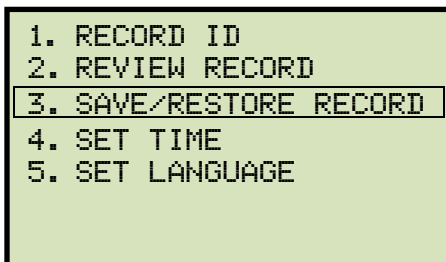 1. RECORD ID
2. REVIEW RECORD
3. SAVE/RESTORE RECORD
4. SET TIME
5. SET LANGUAGE